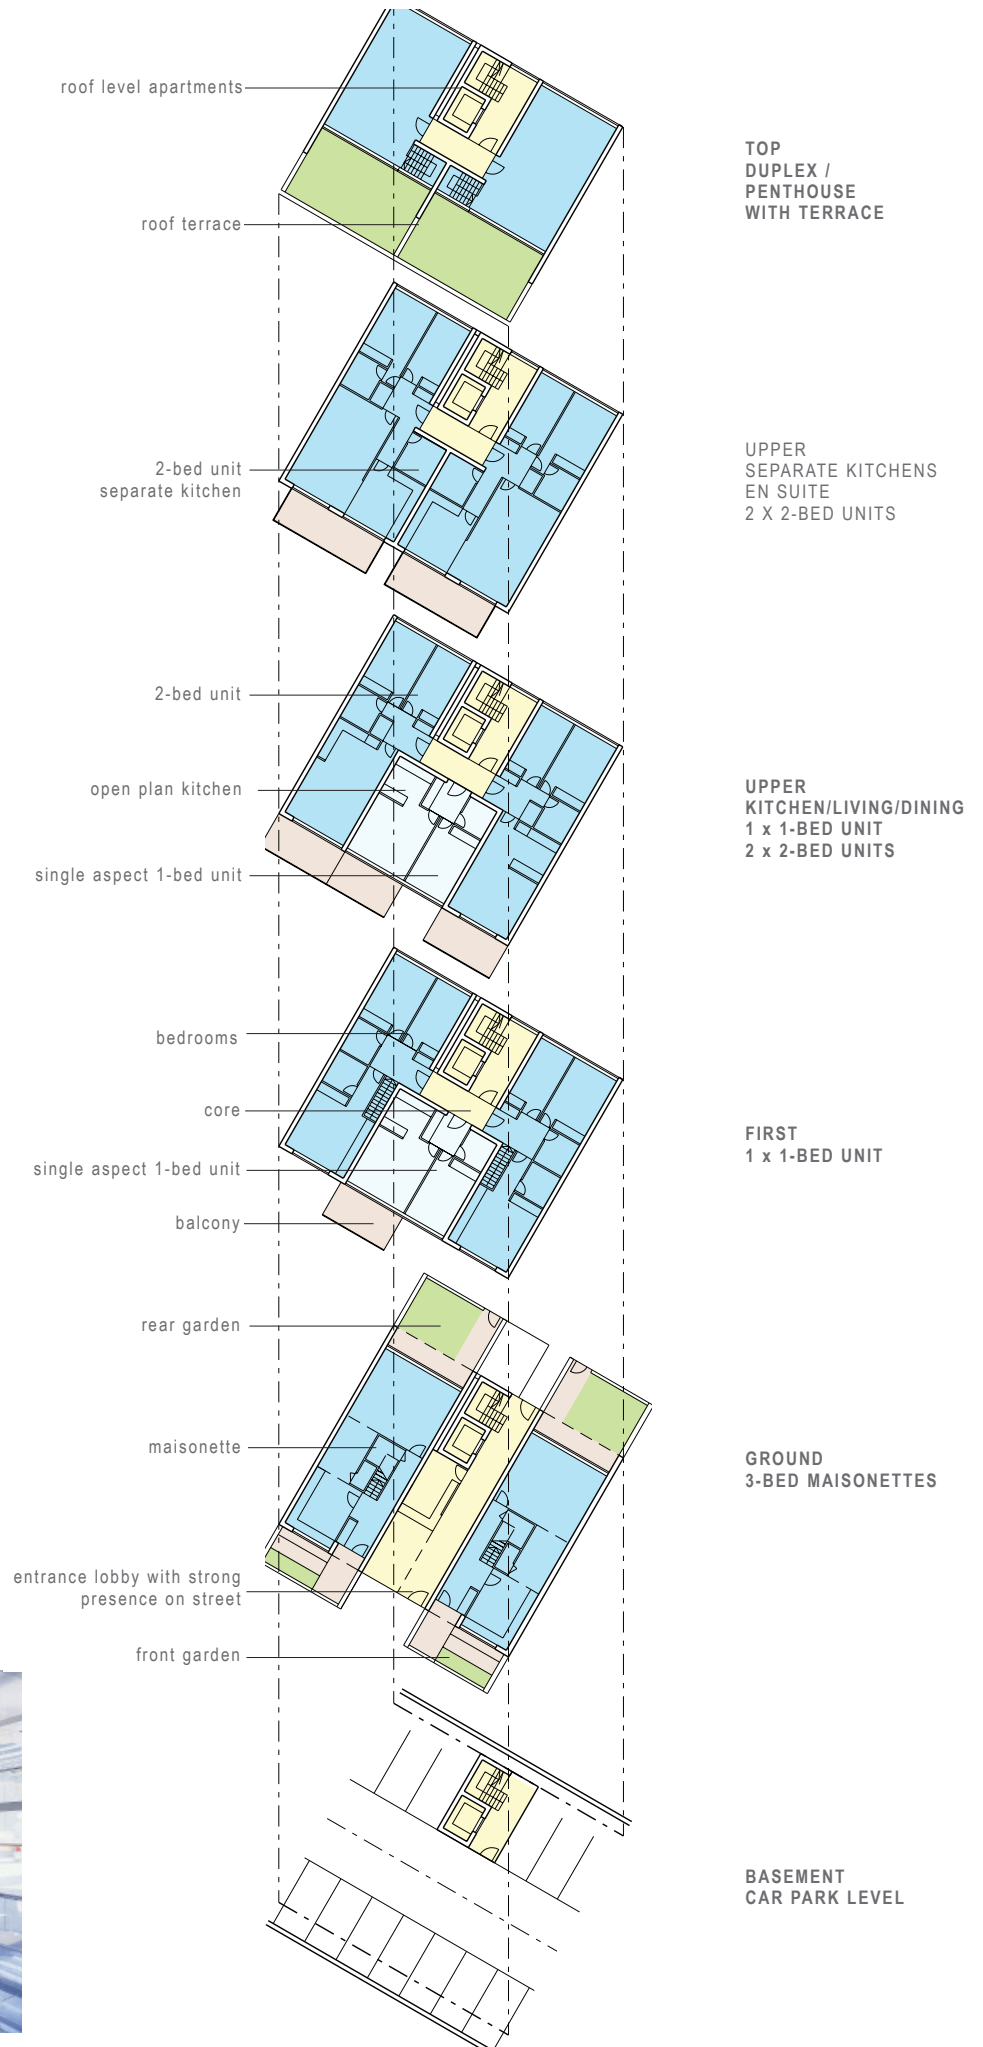 roof level apartments
TOP
DUPLEX /
PENTHOUSE
WITH TERRACE
roof terrace
2-bed unit
separate kitchen
UPPER
SEPARATE KITCHENS
EN SUITE
2 X 2-BED UNITS
2-bed unit
open plan kitchen
single aspect 1-bed unit
UPPER
KITCHEN/LIVING/DINING
1 x 1-BED UNIT
2 x 2-BED UNITS
bedrooms
core
single aspect 1-bed unit
balcony
FIRST
1 x 1-BED UNIT
rear garden
maisonette
GROUND
3-BED MAISONETTES
entrance lobby with strong
presence on street
front garden
BASEMENT
CAR PARK LEVEL